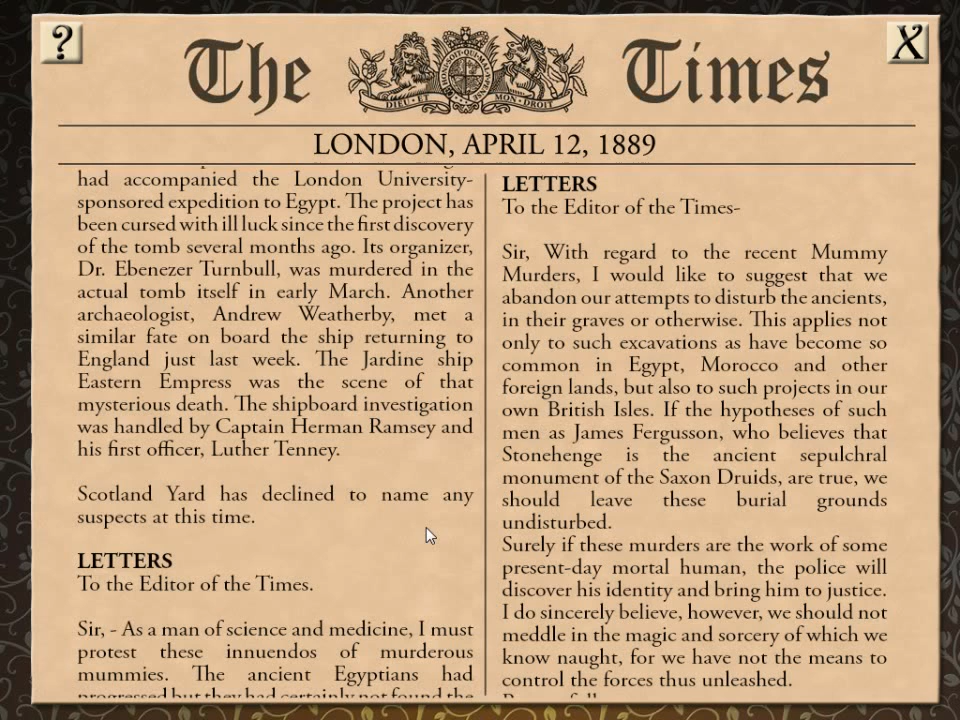 ?
X
The Times
DIEU · ET MON · DROIT
LONDON, APRIL 12, 1889
had accompanied the London University-
sponsored expedition to Egypt. The project has
been cursed with ill luck since the first discovery
of the tomb several months ago. Its organizer,
Dr. Ebenezer Turnbull, was murdered in the
actual tomb itself in early March. Another
archaeologist, Andrew Weatherby, met a
similar fate on board the ship returning to
England just last week. The Jardine ship
Eastern Empress was the scene of that
mysterious death. The shipboard investigation
was handled by Captain Herman Ramsey and
his first officer, Luther Tenney.
Scotland Yard has declined to name any
suspects at this time.
LETTERS
To the Editor of the Times.
Sir, - As a man of science and medicine, I must
protest these innuendos of murderous
mummies. The ancient Egyptians had
progressed but they had certainly not found the
LETTERS
To the Editor of the Times-
Sir, With regard to the recent Mummy
Murders, I would like to suggest that we
abandon our attempts to disturb the ancients,
in their graves or otherwise. This applies not
only to such excavations as have become so
common in Egypt, Morocco and other
foreign lands, but also to such projects in our
own British Isles. If the hypotheses of such
men as James Fergusson, who believes that
Stonehenge is the ancient sepulchral
monument of the Saxon Druids, are true, we
should leave these burial grounds
undisturbed.
Surely if these murders are the work of some
present-day mortal human, the police will
discover his identity and bring him to justice.
I do sincerely believe, however, we should not
meddle in the magic and sorcery of which we
know naught, for we have not the means to
control the forces thus unleashed.